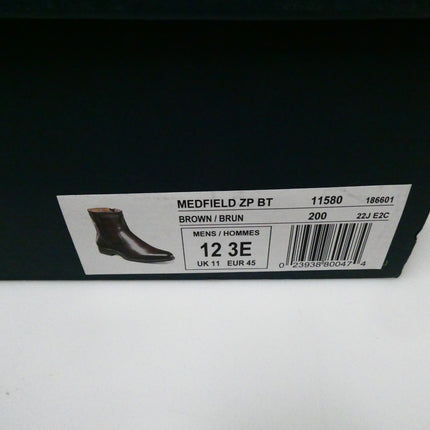 MEDFIELD ZP BT 11580 186601
BROWN / BRUN 200 22J E2C
MENS / HOMMES
12 3E
UK 11 EUR 45
0 23938 80047 4